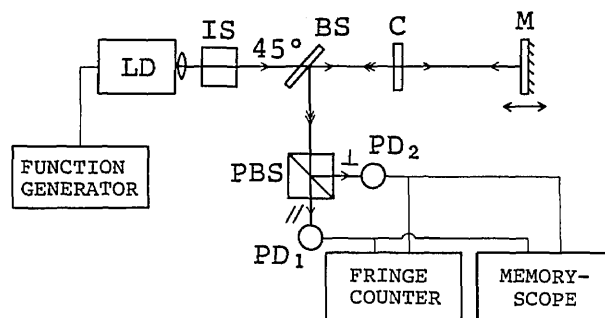 IS
BS
C
M
45°
LD
FUNCTION
GENERATOR
PBS
⊥
PD2
//
PD1
FRINGE
COUNTER
MEMORY-
SCOPE